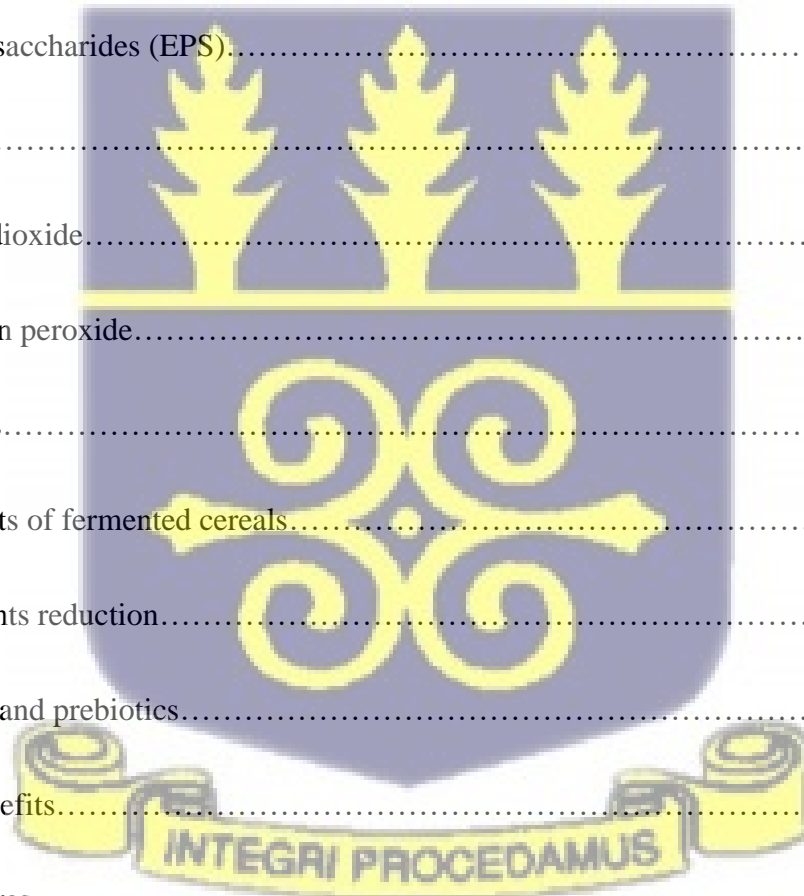 saccharides (EPS)
dioxide
n peroxide
ts of fermented cereals
nts reduction
and prebiotics
efits
INTEGRI PROCEDAMUS